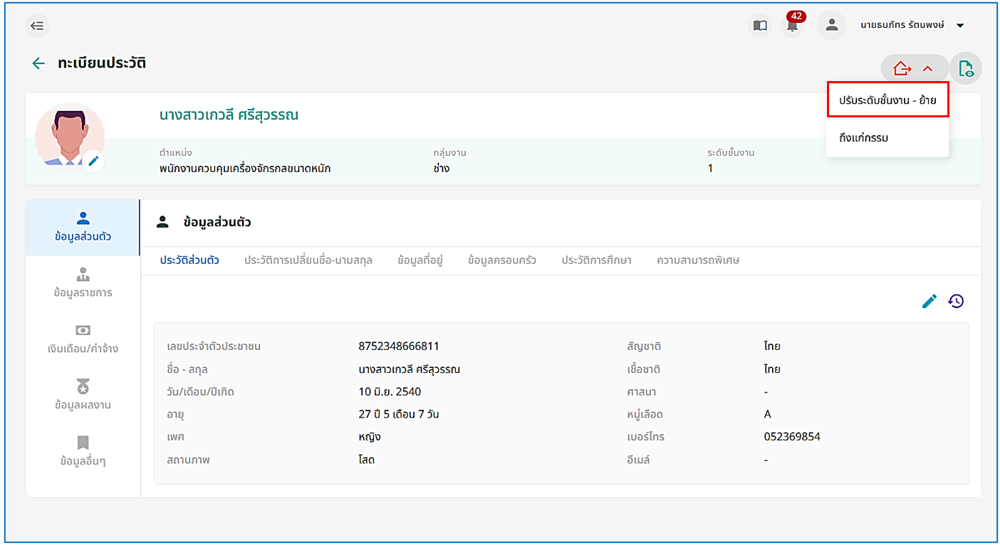 42
นายธนภัทร รัตนพงษ์
ทะเบียนประวัติ
ปรับระดับชั้นงาน - ย้าย
ถึงแก่กรรม
นางสาวเกวลี ศรีสุวรรณ
ตำแหน่ง กลุ่มงาน ระดับชั้นงาน
พนักงานควบคุมเครื่องจักรกลขนาดหนัก ช่าง 1
ข้อมูลส่วนตัว
ข้อมูลราชการ
เงินเดือน/ค่าจ้าง
ข้อมูลผลงาน
ข้อมูลอื่นๆ
ข้อมูลส่วนตัว
ประวัติส่วนตัว ประวัติการเปลี่ยนชื่อ-นามสกุล ข้อมูลที่อยู่ ข้อมูลครอบครัว ประวัติการศึกษา ความสามารถพิเศษ
เลขประจำตัวประชาชน 8752348666811 สัญชาติ ไทย
ชื่อ - สกุล นางสาวเกวลี ศรีสุวรรณ เชื้อชาติ ไทย
วัน/เดือน/ปีเกิด 10 มิ.ย. 2540 ศาสนา -
อายุ 27 ปี 5 เดือน 7 วัน หมู่เลือด A
เพศ หญิง เบอร์โทร 052369854
สถานภาพ โสด อีเมล์ -